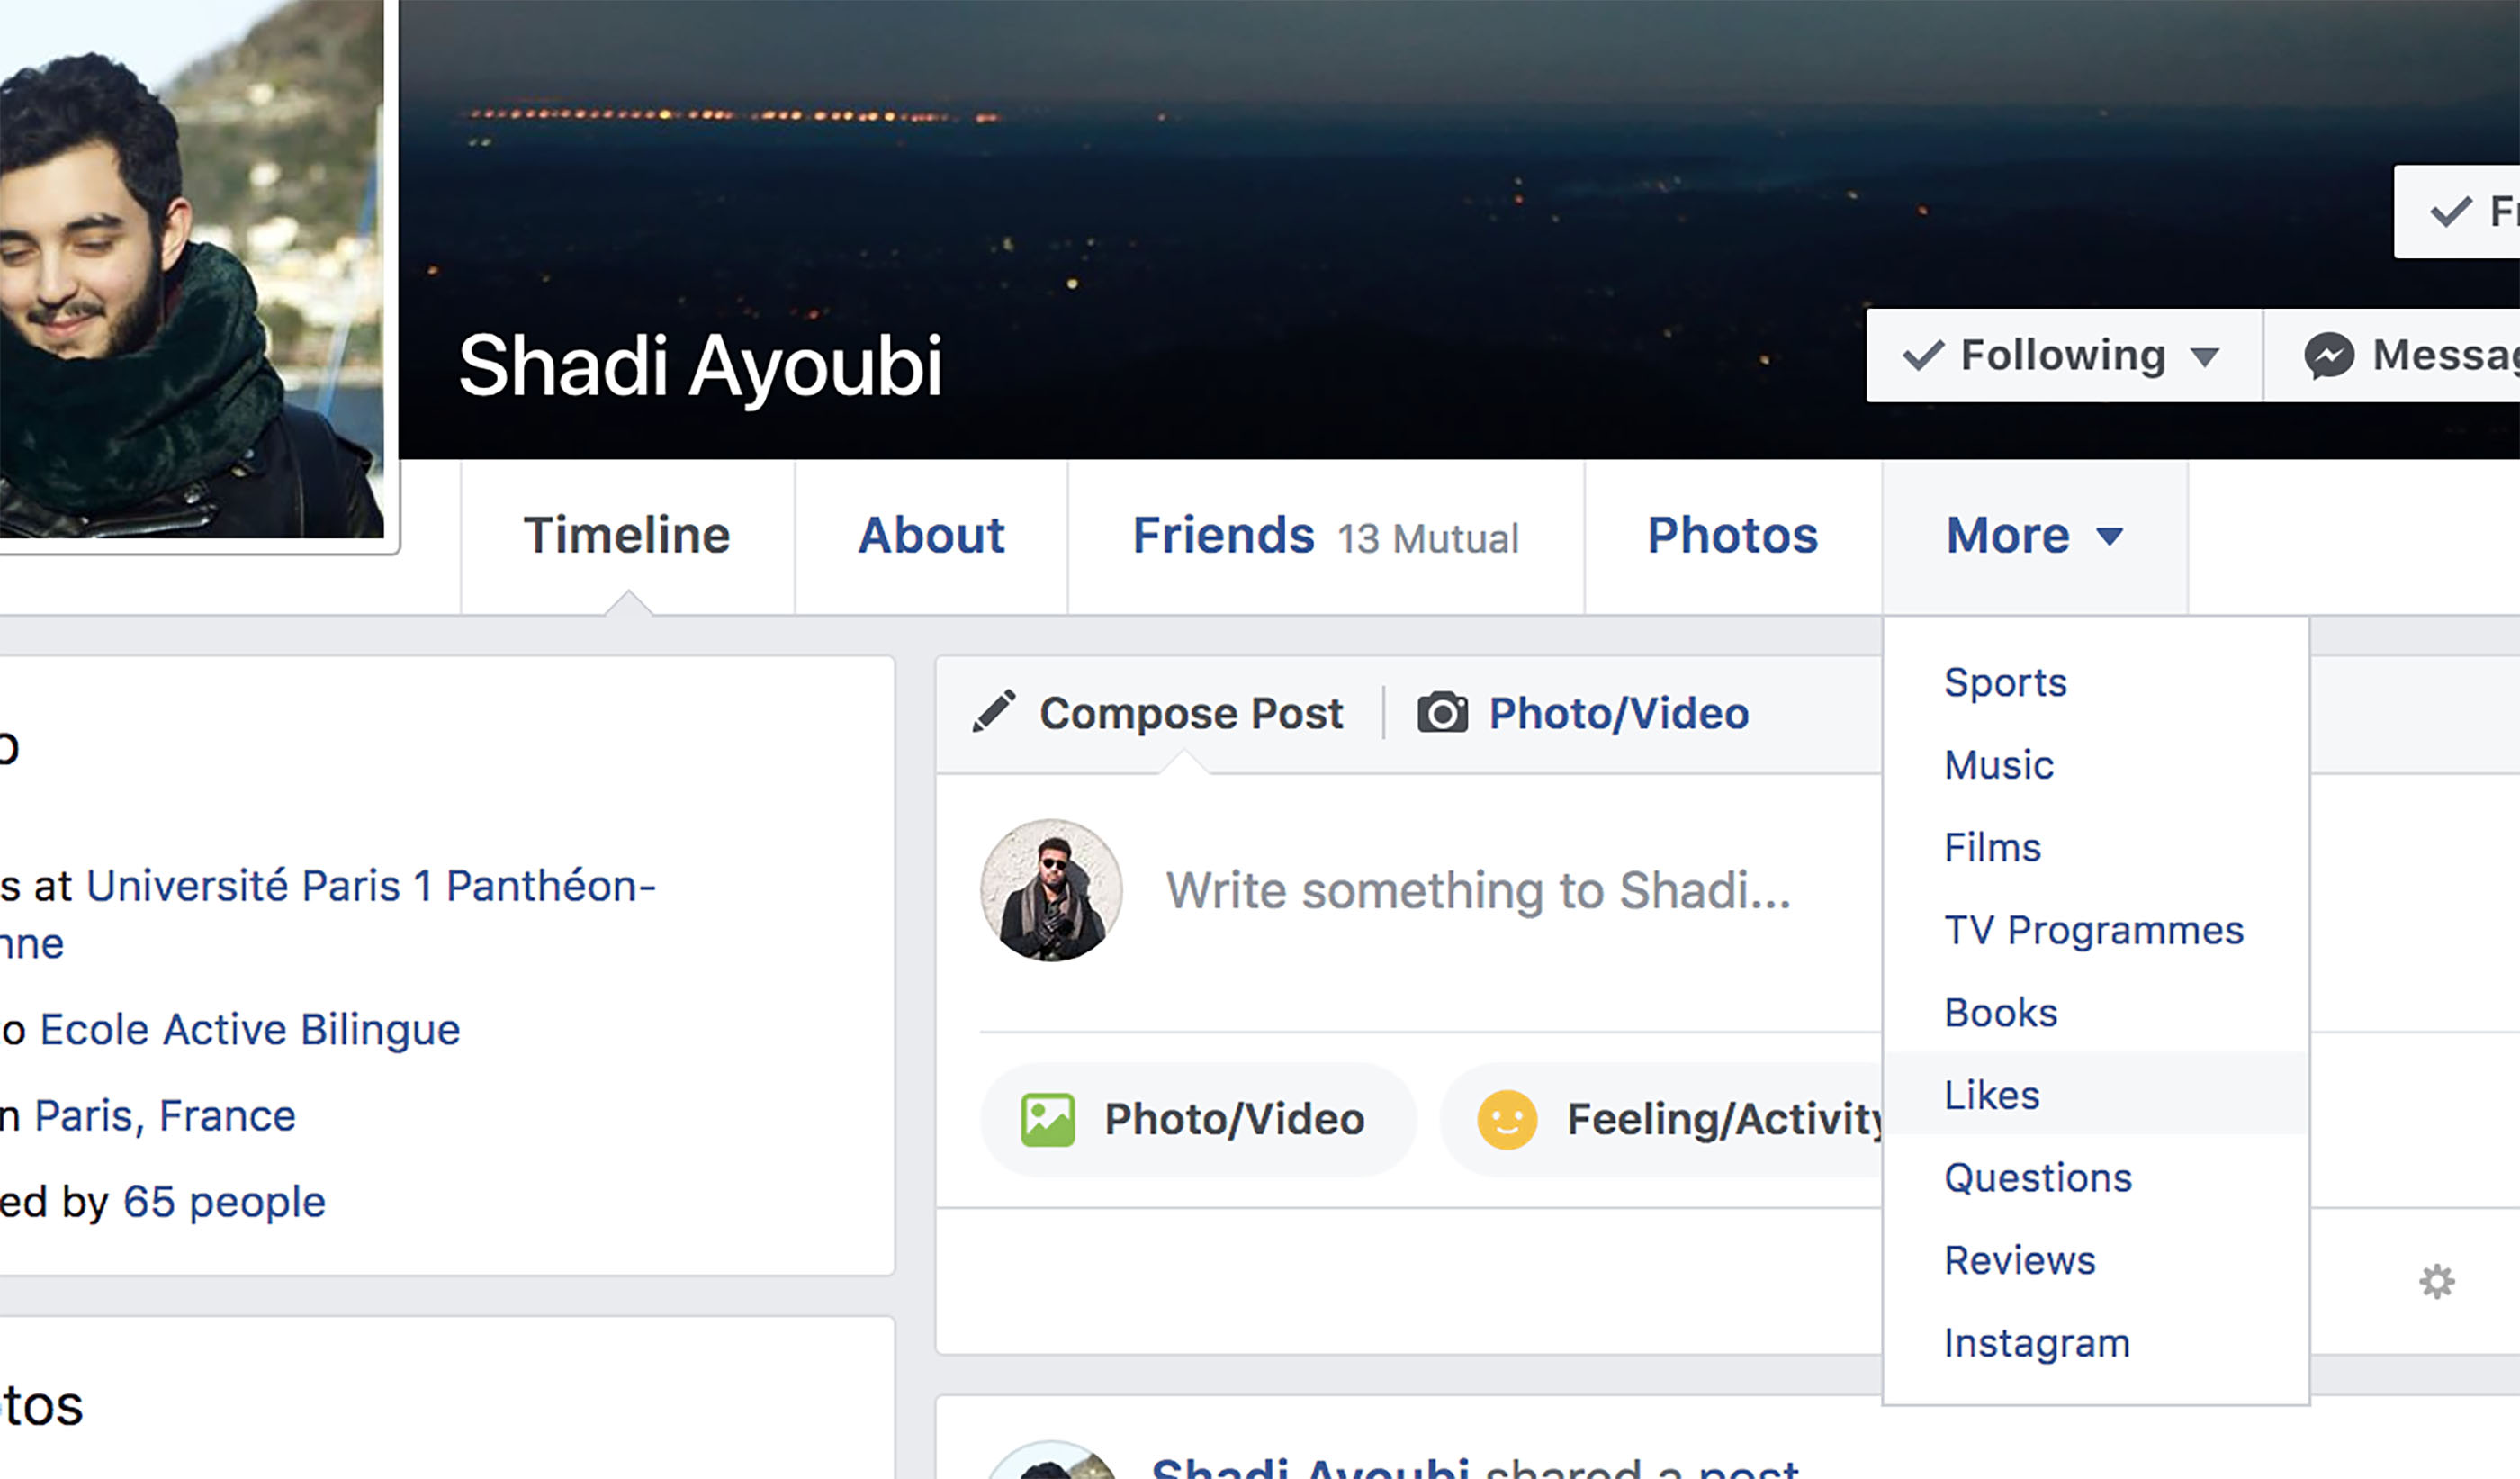 Fr
Shadi Ayoubi
Following
Messag
Timeline
About
Friends 13 Mutual
Photos
More
o
s at Université Paris 1 Panthéon-
nne
o Ecole Active Bilingue
n Paris, France
ed by 65 people
tos
Compose Post
Photo/Video
Write something to Shadi...
Photo/Video
Feeling/Activity
Sports
Music
Films
TV Programmes
Books
Likes
Questions
Reviews
Instagram
Shadi Ayoubi shared a post